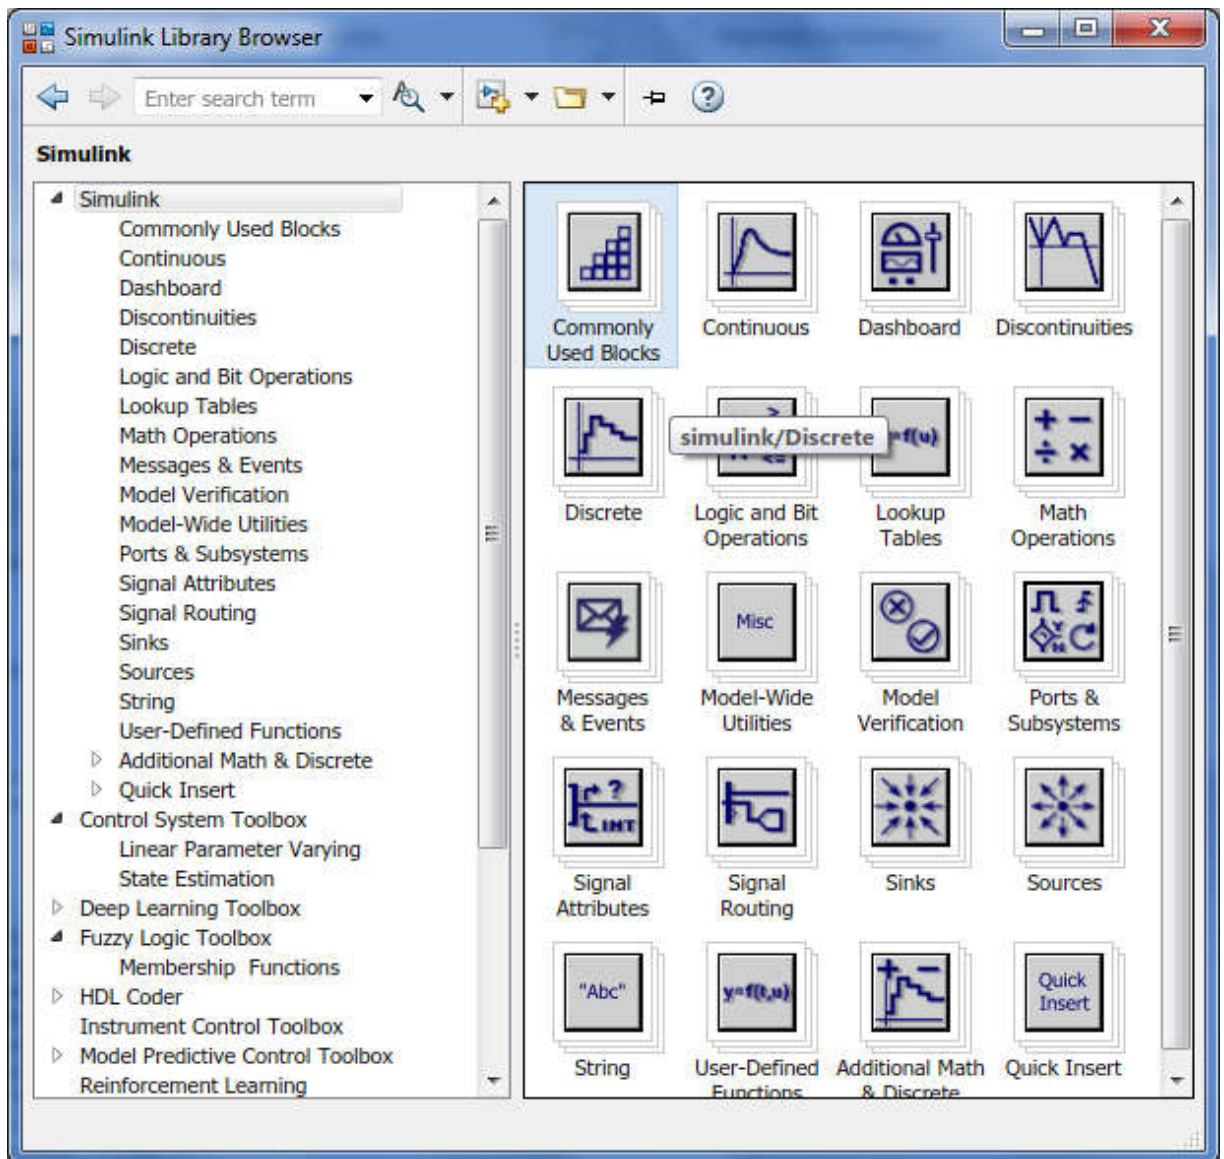 Simulink Library Browser
Enter search term
Simulink
Simulink
Commonly Used Blocks
Continuous
Dashboard
Discontinuities
Discrete
Logic and Bit Operations
Lookup Tables
Math Operations
Messages & Events
Model Verification
Model-Wide Utilities
Ports & Subsystems
Signal Attributes
Signal Routing
Sinks
Sources
String
User-Defined Functions
Additional Math & Discrete
Quick Insert
Control System Toolbox
Linear Parameter Varying
State Estimation
Deep Learning Toolbox
Fuzzy Logic Toolbox
Membership Functions
HDL Coder
Instrument Control Toolbox
Model Predictive Control Toolbox
Reinforcement Learning
Commonly
Used Blocks
Continuous
Dashboard
Discontinuities
simulink/Discrete
=f(u)
+ −
÷ ×
Discrete
Logic and Bit
Operations
Lookup
Tables
Math
Operations
Misc
Messages
& Events
Model-Wide
Utilities
Model
Verification
Ports &
Subsystems
?
INT
Signal
Attributes
Signal
Routing
Sinks
Sources
"Abc"
y=f(t,u)
+ −
Quick
Insert
String
User-Defined
Functions
Additional Math
& Discrete
Quick Insert